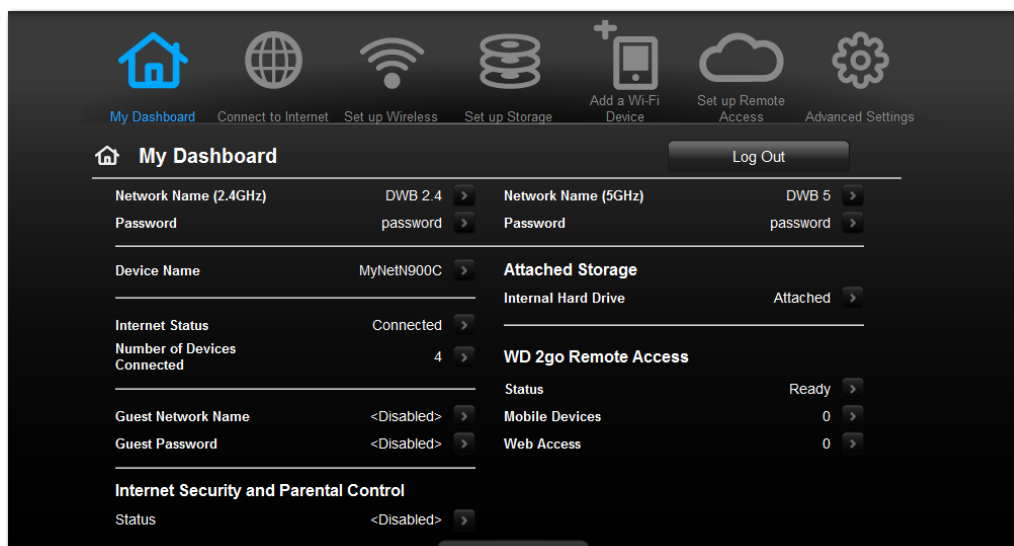 My Dashboard
Connect to Internet
Set up Wireless
Set up Storage
Add a Wi-Fi
Device
Set up Remote
Access
Advanced Settings
My Dashboard
Log Out
Network Name (2.4GHz) DWB 2.4
Password password
Device Name MyNetN900C
Internet Status Connected
Number of Devices
Connected 4
Guest Network Name <Disabled>
Guest Password <Disabled>
Internet Security and Parental Control
Status <Disabled>
Network Name (5GHz) DWB 5
Password password
Attached Storage
Internal Hard Drive Attached
WD 2go Remote Access
Status Ready
Mobile Devices 0
Web Access 0